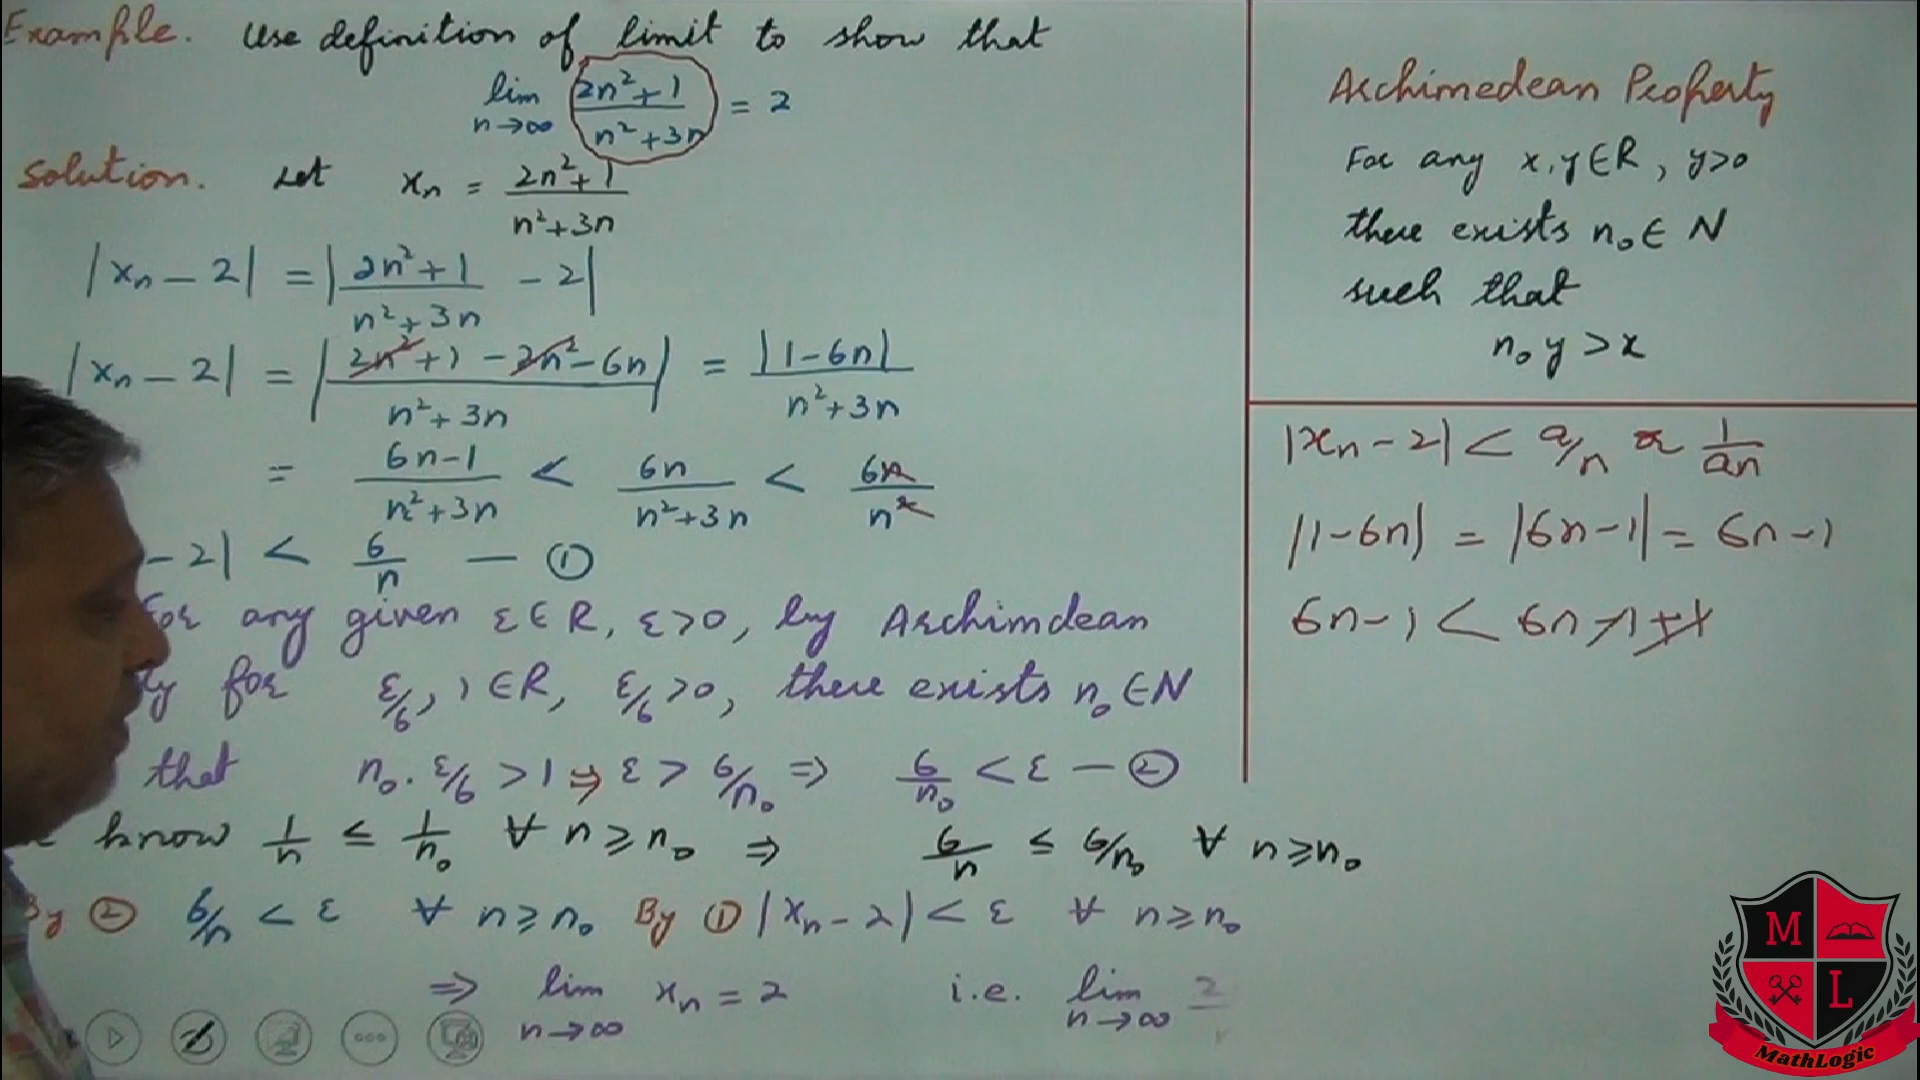 Example. Use definition of limit to show that
lim n→∞ (2n²+1)/(n²+3n) = 2
Solution. Let xₙ = (2n²+1)/(n²+3n)
|xₙ – 2| = |(2n²+1)/(n²+3n) – 2|
|xₙ – 2| = |(2n²+1 – 2n² – 6n)/(n²+3n)| = |1–6n|/(n²+3n)
= (6n–1)/(n²+3n) < 6n/(n²+3n) < 6n/n²
– 2| < 6/n — ①
For any given ε∈R, ε>0, by Archimdean
for ε/6, 1 ∈R, ε/6 >0, there exists n₀∈N
that n₀. ε/6 > 1 ⇒ ε > 6/n₀ ⇒ 6/n₀ < ε — ②
know 1/n ≤ 1/n₀ ∀ n ≥ n₀ ⇒ 6/n ≤ 6/n₀ ∀ n ≥ n₀
By ② 6/n < ε ∀ n ≥ n₀ By ① |xₙ – 2| < ε ∀ n ≥ n₀
⇒ lim n→∞ xₙ = 2 i.e. lim n→∞ 2
Archimedean Property
For any x,y∈R, y>0
there exists n₀∈ N
such that
n₀ y > x
|xₙ – 2| < a/n or 1/an
|1–6n| = |6n–1| = 6n–1
6n–1 < 6n–1+1
M
L
MathLogic